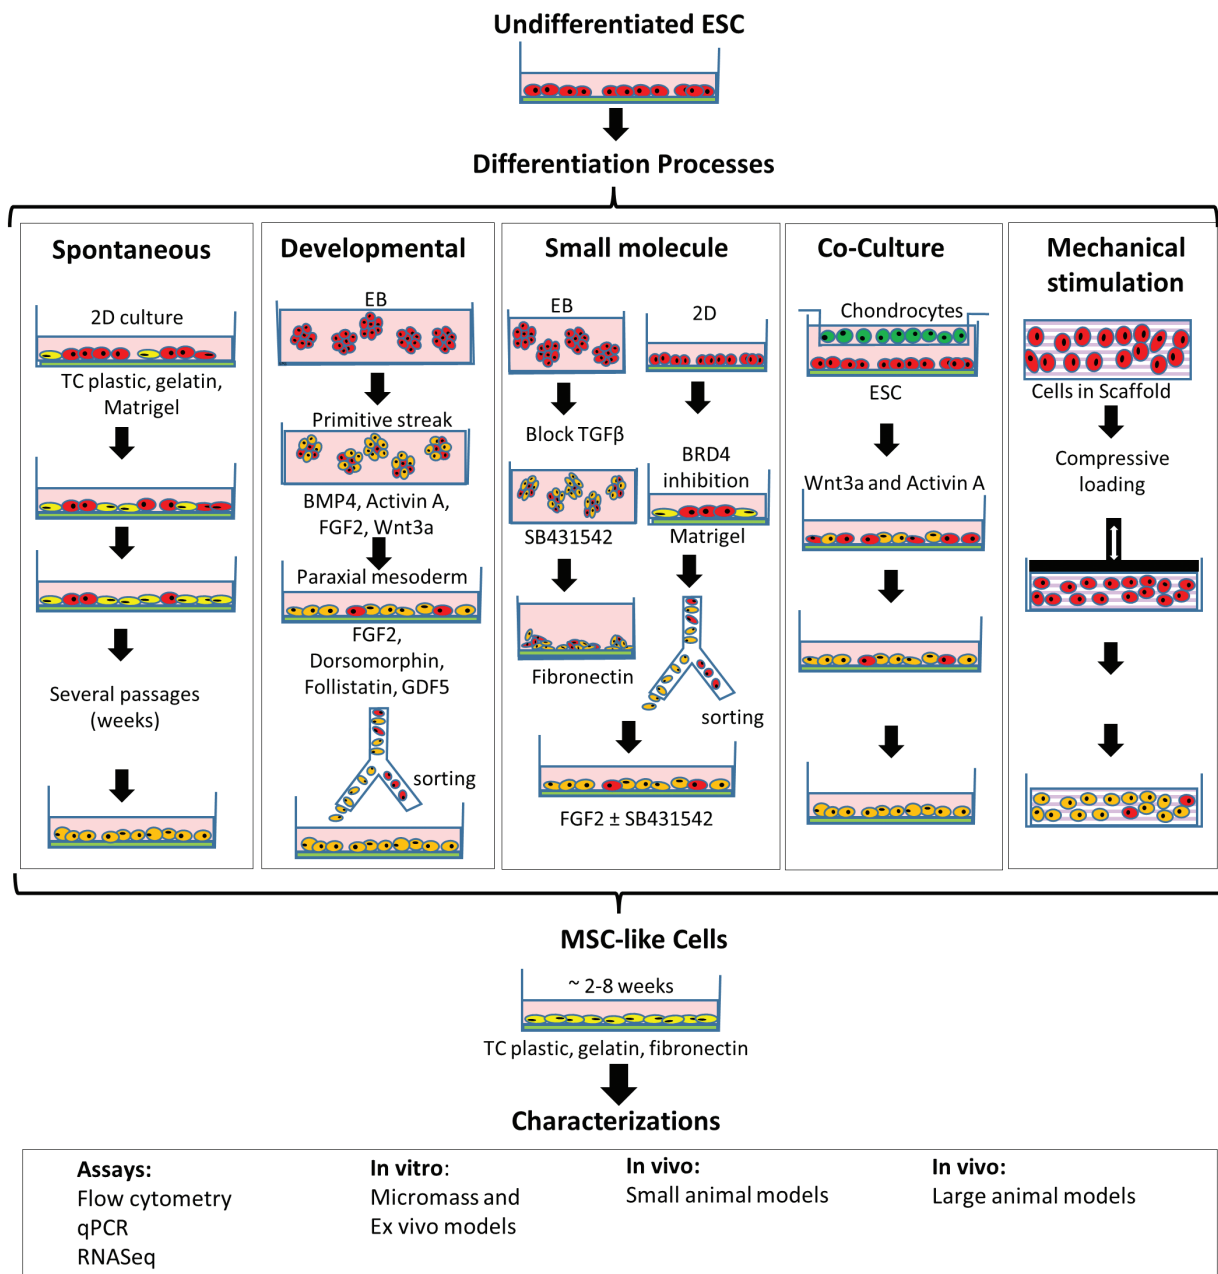 Undifferentiated ESC
Differentiation Processes
Spontaneous
2D culture
TC plastic, gelatin,
Matrigel
Several passages
(weeks)
Developmental
EB
Primitive streak
BMP4, Activin A,
FGF2, Wnt3a
Paraxial mesoderm
FGF2,
Dorsomorphin,
Follistatin, GDF5
sorting
Small molecule
EB
Block TGFβ
SB431542
Fibronectin
2D
BRD4
inhibition
Matrigel
sorting
FGF2 ± SB431542
Co-Culture
Chondrocytes
ESC
Wnt3a and Activin A
Mechanical
stimulation
Cells in Scaffold
Compressive
loading
MSC-like Cells
~ 2-8 weeks
TC plastic, gelatin, fibronectin
Characterizations
Assays:
Flow cytometry
qPCR
RNASeq
In vitro:
Micromass and
Ex vivo models
In vivo:
Small animal models
In vivo:
Large animal models